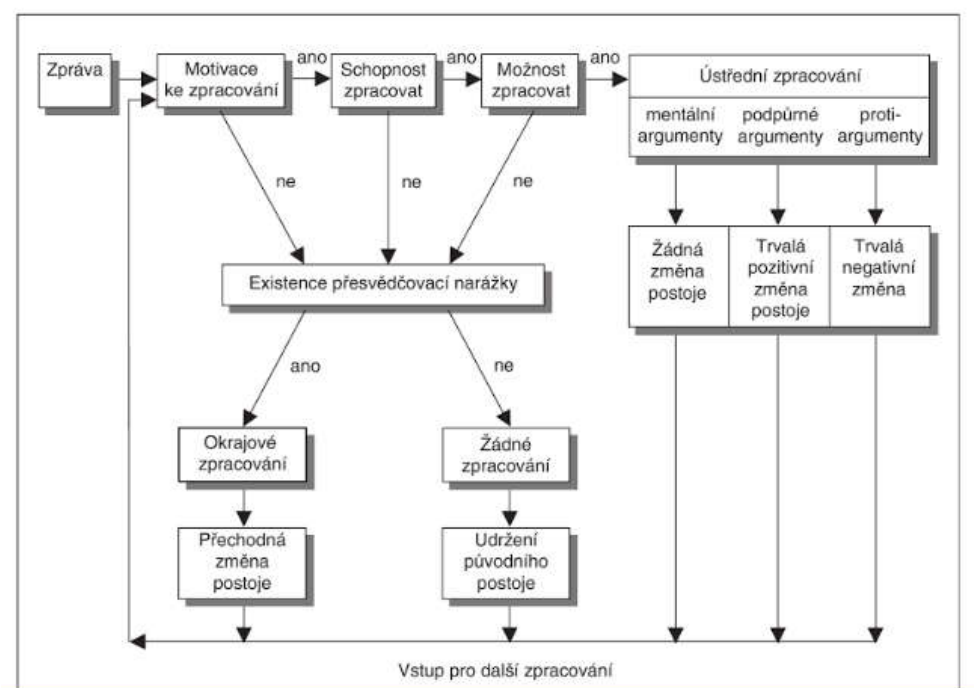 Zpráva
Motivace
ke zpracování
ano
Schopnost
zpracovat
ano
Možnost
zpracovat
ano
Ústřední zpracování
mentální
argumenty
podpůrné
argumenty
proti-
argumenty
ne
ne
ne
Existence přesvědčovací narážky
Žádná
změna
postoje
Trvalá
pozitivní
změna
postoje
Trvalá
negativní
změna
ano
ne
Okrajové
zpracování
Žádné
zpracování
Přechodná
změna
postoje
Udržení
původního
postoje
Vstup pro další zpracování